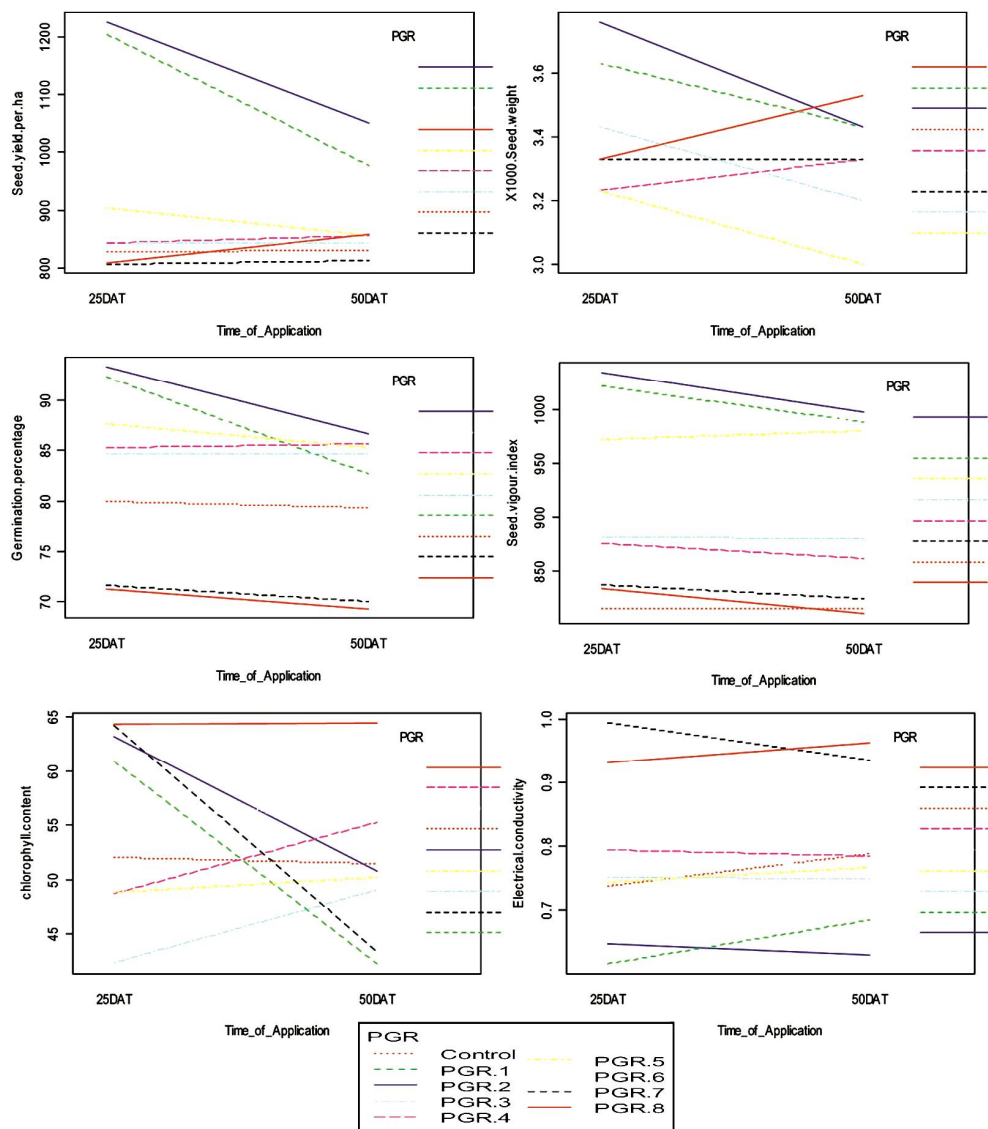 PGR
Seed.yield.per.ha
1200
1100
1000
900
800
25DAT 50DAT
Time_of_Application
PGR
X1000.Seed.weight
3.6
3.4
3.2
3.0
25DAT 50DAT
Time_of_Application
PGR
Germination.percentage
90
85
80
75
70
25DAT 50DAT
Time_of_Application
PGR
Seed.vigour.index
1000
950
900
850
25DAT 50DAT
Time_of_Application
PGR
chlorophyll.content
65
60
55
50
45
25DAT 50DAT
Time_of_Application
PGR
Electrical.conductivity
1.0
0.9
0.8
0.7
25DAT 50DAT
Time_of_Application
PGR
Control
PGR.1
PGR.2
PGR.3
PGR.4
PGR.5
PGR.6
PGR.7
PGR.8